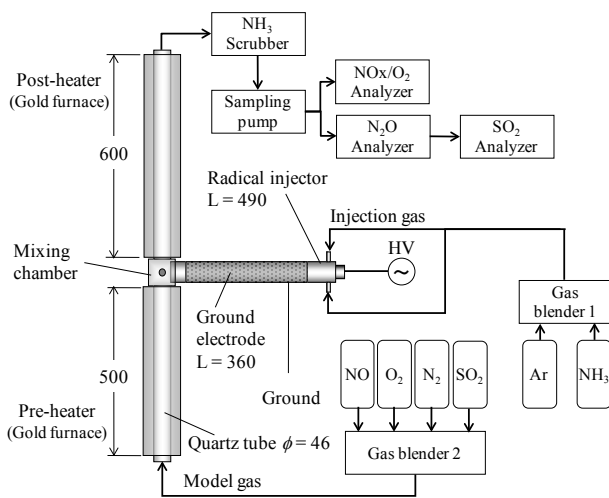 NH₃
Scrubber
Post-heater
(Gold furnace)
600
Sampling
pump
NOx/O₂
Analyzer
N₂O
Analyzer
SO₂
Analyzer
Radical injector
L = 490
Injection gas
HV
~
Mixing
chamber
Ground
electrode
L = 360
Ground
Gas
blender 1
Ar
NH₃
NO
O₂
N₂
SO₂
500
Pre-heater
(Gold furnace)
Quartz tube ϕ = 46
Gas blender 2
Model gas